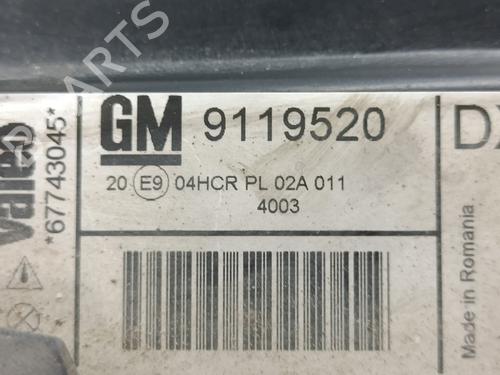 Valeo
*67743045*
GM 9119520
20 E9 04HCR PL 02A 011
4003
Made in Romania